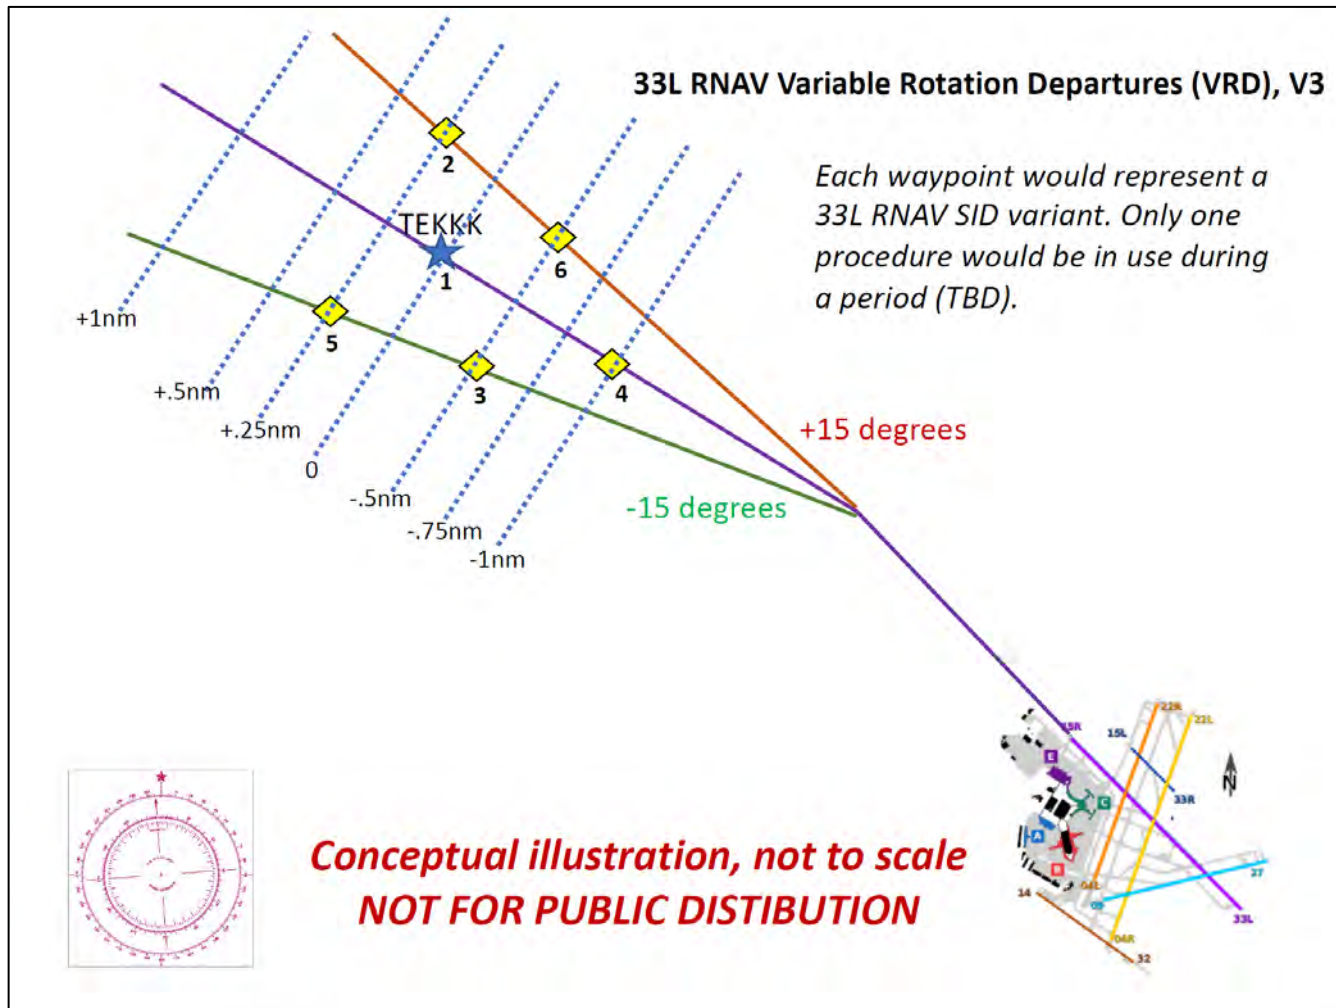 33L RNAV Variable Rotation Departures (VRD), V3
Each waypoint would represent a
33L RNAV SID variant. Only one
procedure would be in use during
a period (TBD).
2
TEKKK
1
6
5
3
4
+1nm
+.5nm
+.25nm
0
-.5nm
-.75nm
-1nm
+15 degrees
-15 degrees
15R
22R
22L
15L
E
N
33R
C
A
B
04L
27
14
09
33L
04R
32
Conceptual illustration, not to scale
NOT FOR PUBLIC DISTIBUTION